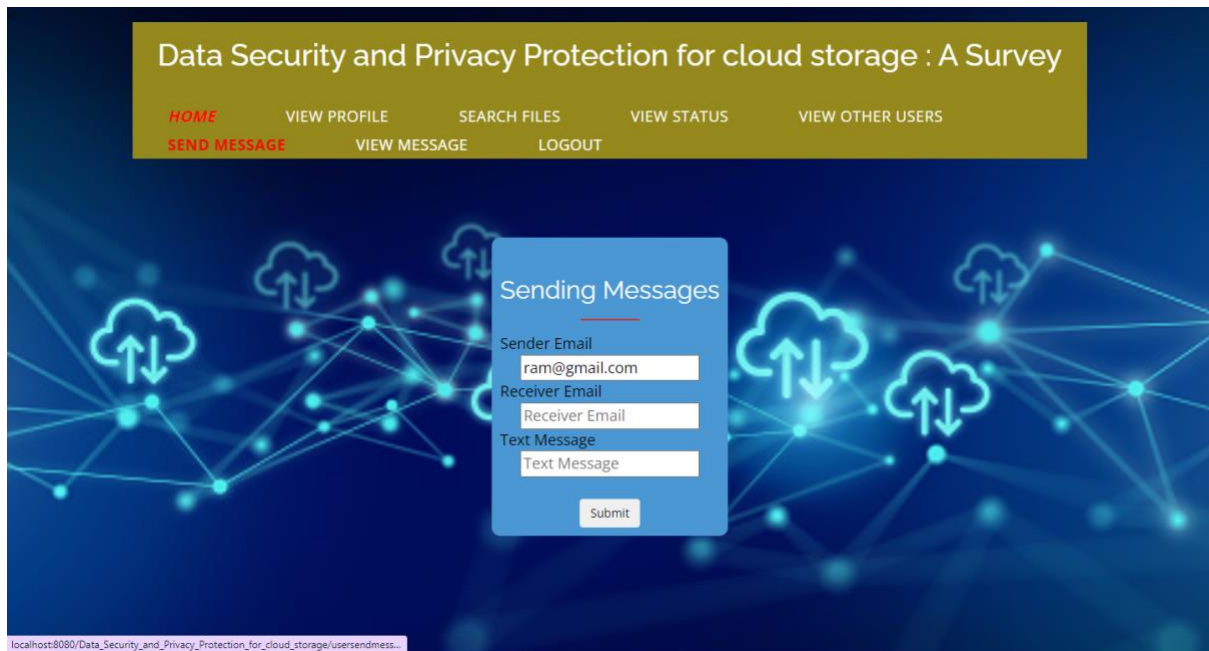 Data Security and Privacy Protection for cloud storage : A Survey
HOME VIEW PROFILE SEARCH FILES VIEW STATUS VIEW OTHER USERS
SEND MESSAGE VIEW MESSAGE LOGOUT
Sending Messages
Sender Email
ram@gmail.com
Receiver Email
Receiver Email
Text Message
Text Message
Submit
localhost:8080/Data_Security_and_Privacy_Protection_for_cloud_storage/usersendmess...